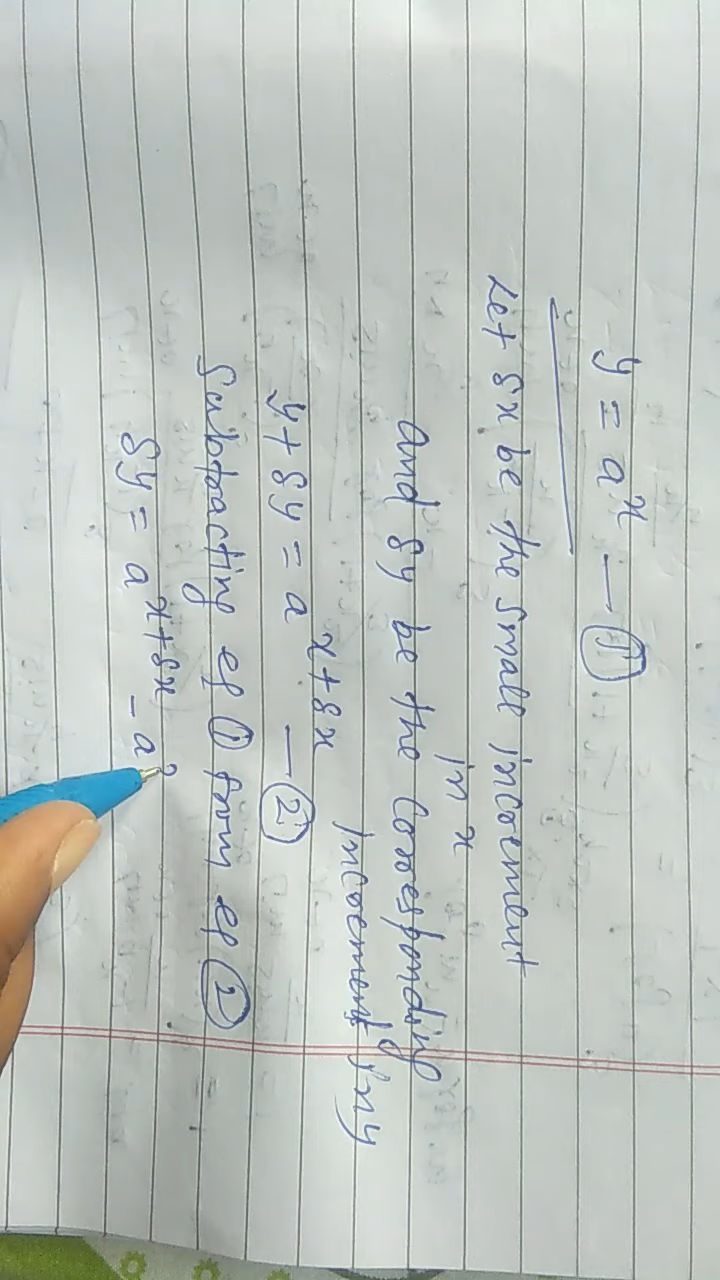 y = a^x — ①
Let δx be the small increment
in x
and δy be the corresponding
increment in y
y + δy = a^(x+δx) — ②
Subtracting eq ① from eq ②
δy = a^(x+δx) - a